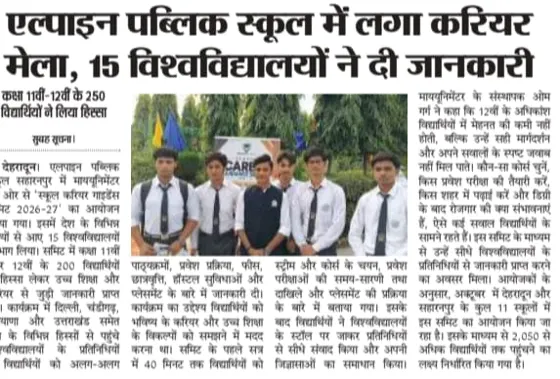 एल्पाइन पब्लिक स्कूल में लगा करियर
मेला, 15 विश्वविद्यालयों ने दी जानकारी
कक्षा 11वीं-12वीं के 250
विद्यार्थियों ने लिया हिस्सा
सुबह सूचना।
देहरादून। एल्पाइन पब्लिक
सहारनपुर में माययूनिमेंटर
ओर से 'स्कूल करियर गाइडेंस
2026-27' का आयोजन
गया। इसमें देश के विभिन्न
से आए 15 विश्वविद्यालयों
भाग लिया। समिट में कक्षा 11वीं
12वीं के 200 विद्यार्थियों
हिस्सा लेकर उच्च शिक्षा और
से जुड़ी जानकारी प्राप्त
कार्यक्रम में दिल्ली, चंडीगढ़,
और उत्तराखंड समेत
के विभिन्न हिस्सों से पहुंचे
के प्रतिनिधियों
विद्यार्थियों को अलग-अलग
पाठ्यक्रमों, प्रवेश प्रक्रिया, फीस,
छात्रवृत्ति, हॉस्टल सुविधाओं और
प्लेसमेंट के बारे में जानकारी दी।
कार्यक्रम का उद्देश्य विद्यार्थियों को
भविष्य के करियर और उच्च शिक्षा
के विकल्पों को समझने में मदद
करना था। समिट के पहले सत्र
में 40 मिनट तक विद्यार्थियों को
स्ट्रीम और कोर्स के चयन, प्रवेश
परीक्षाओं की समय-सारणी तथा
दाखिले और प्लेसमेंट की प्रक्रिया
के बारे में बताया गया। इसके
बाद विद्यार्थियों ने विश्वविद्यालयों
के स्टॉल पर जाकर प्रतिनिधियों
से सीधे संवाद किया और अपनी
जिज्ञासाओं का समाधान किया।
माययूनिमेंटर के संस्थापक ओम
गर्ग ने कहा कि 12वीं के अधिकांश
विद्यार्थियों में मेहनत की कमी नहीं
होती, बल्कि उन्हें सही मार्गदर्शन
और अपने सवालों के स्पष्ट जवाब
नहीं मिल पाते। कौन-सा कोर्स चुनें,
किस प्रवेश परीक्षा की तैयारी करें,
किस शहर में पढ़ाई करें और डिग्री
के बाद रोजगार की क्या संभावनाएं
हैं, ऐसे कई सवाल विद्यार्थियों के
सामने रहते हैं। इस समिट के माध्यम
से उन्हें सीधे विश्वविद्यालयों के
प्रतिनिधियों से जानकारी प्राप्त करने
का अवसर मिला। आयोजकों के
अनुसार, अक्टूबर में देहरादून और
सहारनपुर के कुल 11 स्कूलों में
इस समिट का आयोजन किया जा
रहा है। इसके माध्यम से 2,050 से
अधिक विद्यार्थियों तक पहुंचने का
लक्ष्य निर्धारित किया गया है।